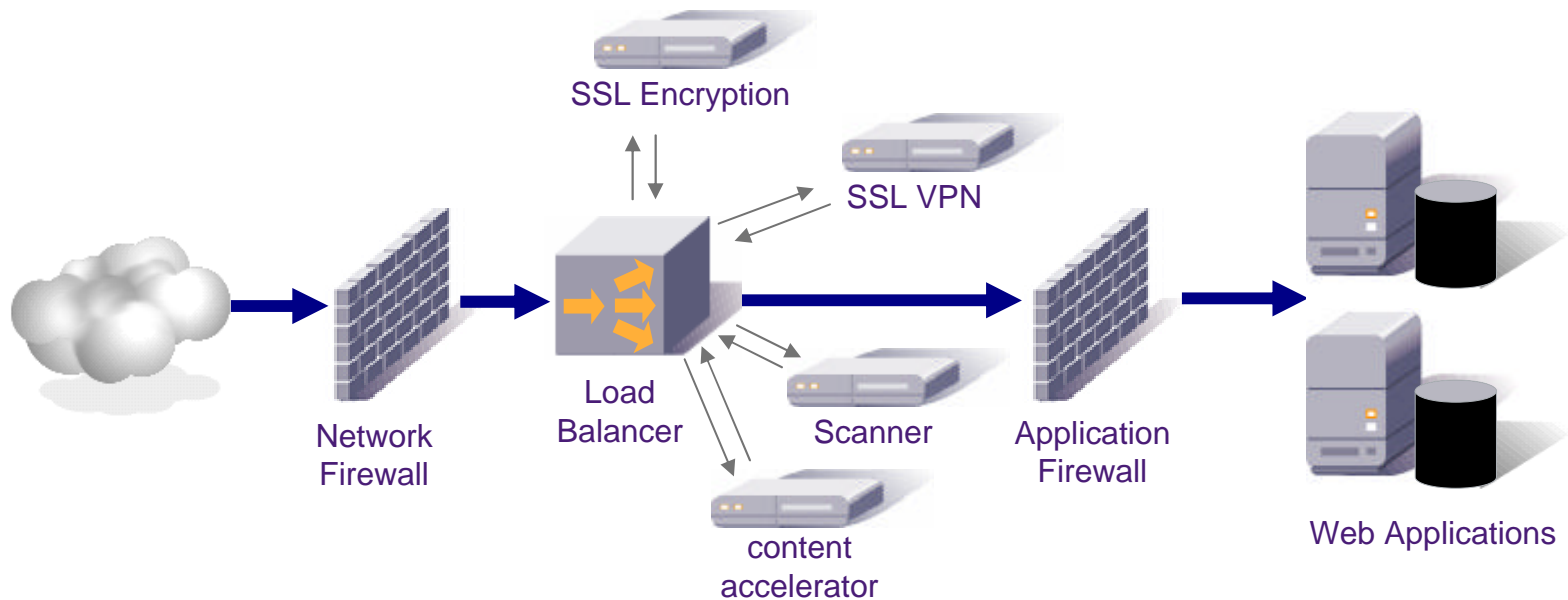 SSL Encryption
SSL VPN
Network
Firewall
Load
Balancer
Scanner
Application
Firewall
content
accelerator
Web Applications